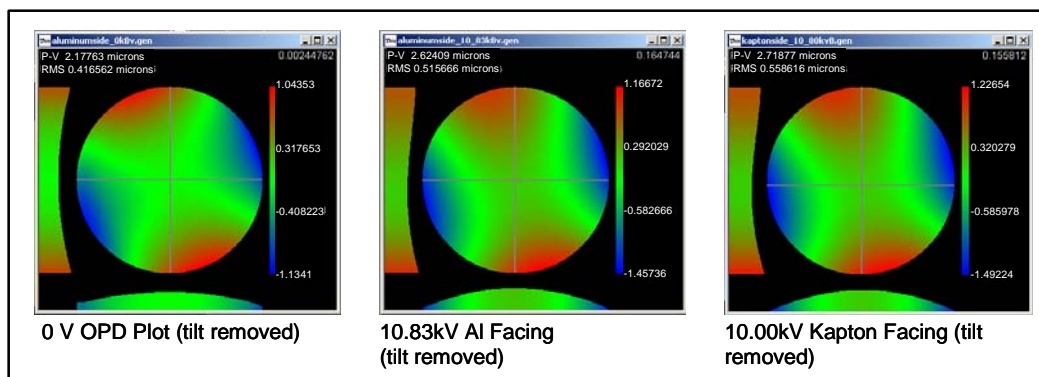 aluminumside_0k0v.gen
P-V 2.17763 microns
RMS 0.416562 microns
0.00244762
1.04353
0.317653
-0.408223
-1.1341
0 V OPD Plot (tilt removed)
aluminumside_10_83kv.gen
P-V 2.62409 microns
RMS 0.515666 microns
0.164744
1.16672
0.292029
-0.582666
-1.45736
10.83kV Al Facing
(tilt removed)
kaptonside_10_00kv0.gen
P-V 2.71877 microns
RMS 0.558616 microns
0.155812
1.22654
0.320279
-0.585978
-1.49224
10.00kV Kapton Facing (tilt
removed)